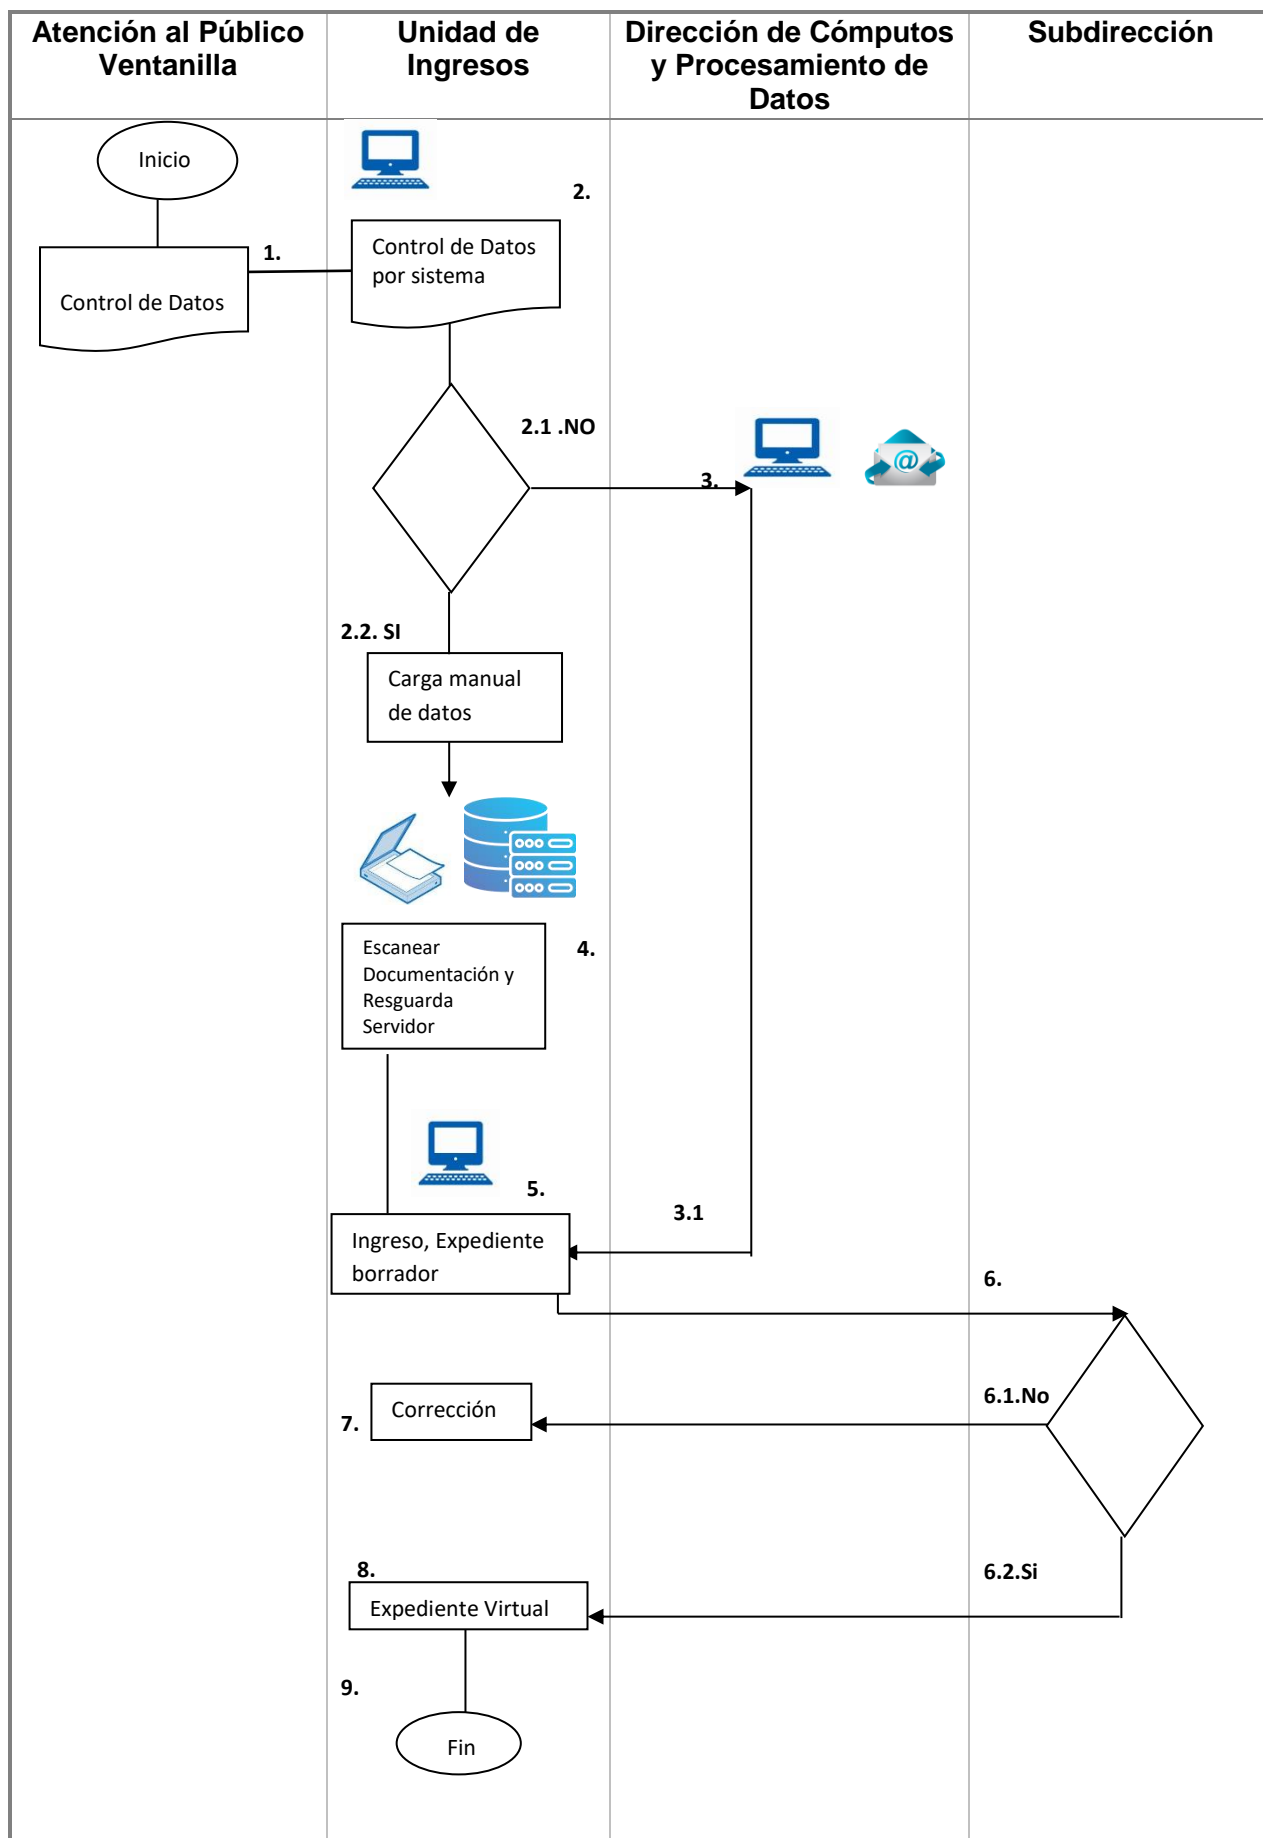 Atención al Público
Ventanilla
Unidad de
Ingresos
Dirección de Cómputos
y Procesamiento de
Datos
Subdirección
Inicio
2.
1.
Control de Datos
Control de Datos
por sistema
2.1 .NO
@
3.
2.2. SI
Carga manual
de datos
Escanear
Documentación y
Resguarda
Servidor
4.
5.
3.1
Ingreso, Expediente
borrador
6.
6.1.No
Corrección
7.
8.
6.2.Si
Expediente Virtual
9.
Fin